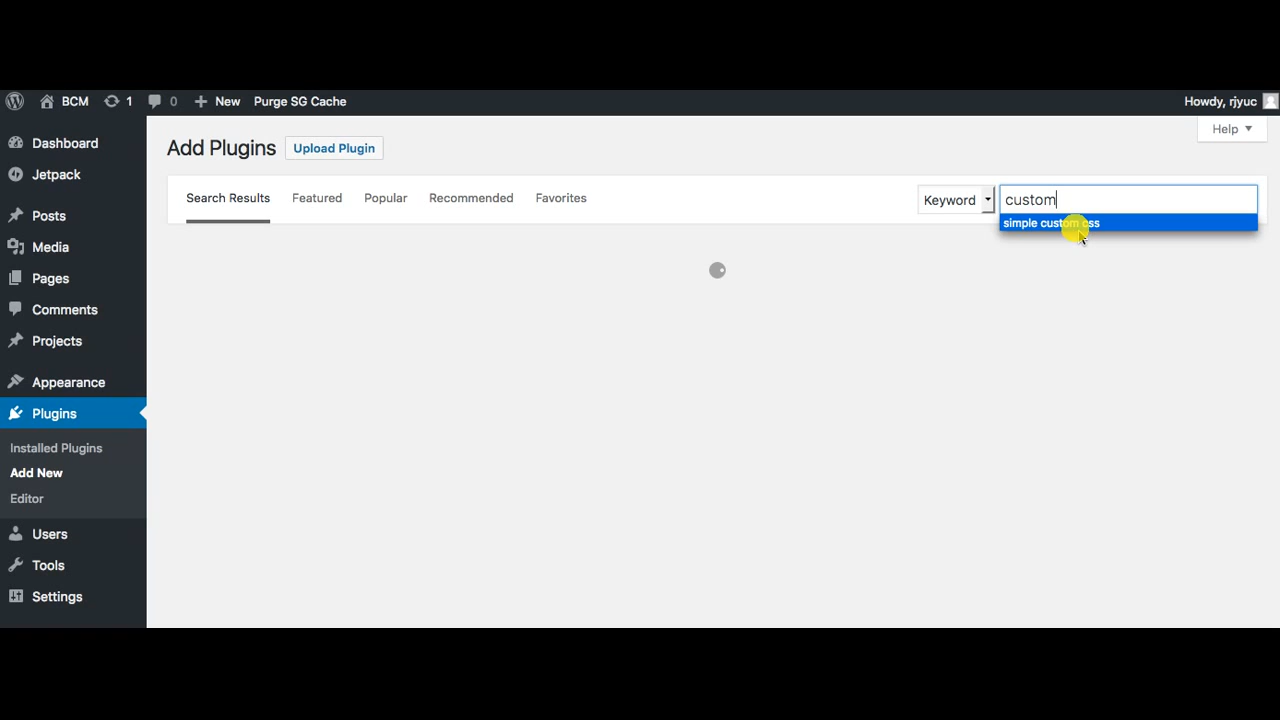 BCM 1 0 New Purge SG Cache Howdy, rjyuc
Help
Dashboard
Jetpack
Posts
Media
Pages
Comments
Projects
Appearance
Plugins
Installed Plugins
Add New
Editor
Users
Tools
Settings
Add Plugins Upload Plugin
Search Results Featured Popular Recommended Favorites Keyword custom
simple custom css